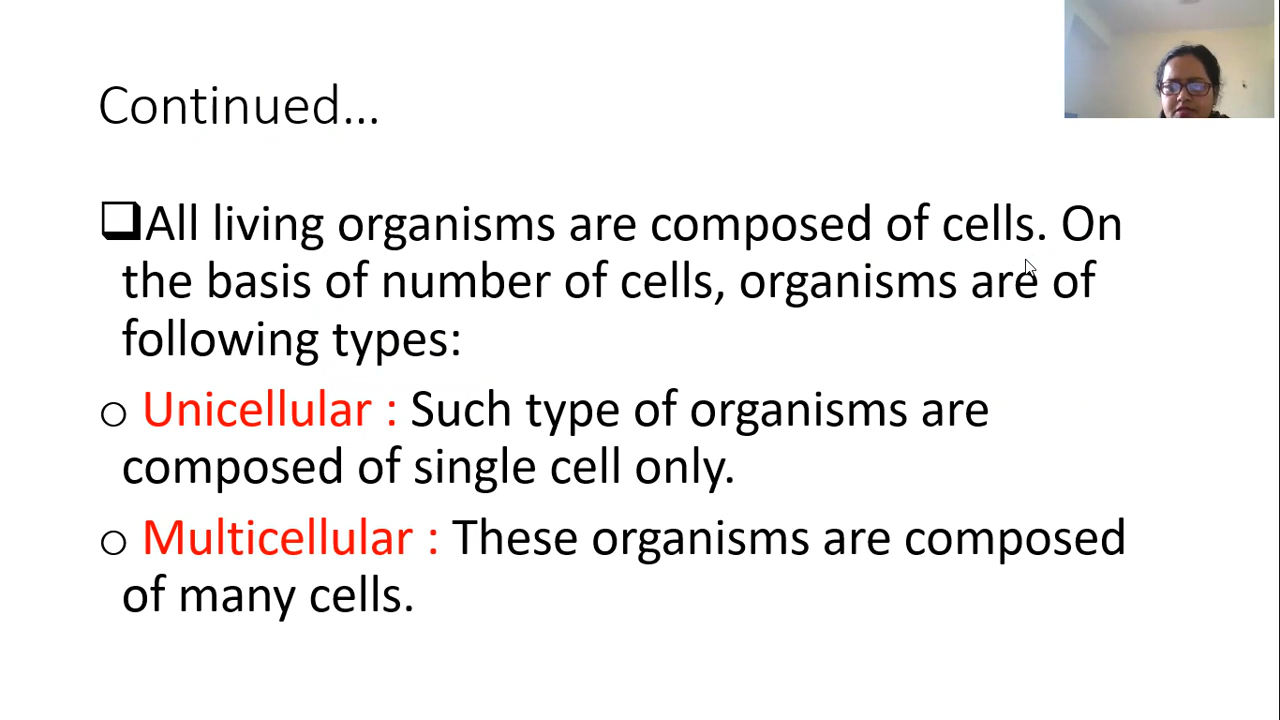 Continued...
All living organisms are composed of cells. On
the basis of number of cells, organisms are of
following types:
Unicellular : Such type of organisms are
composed of single cell only.
Multicellular : These organisms are composed
of many cells.